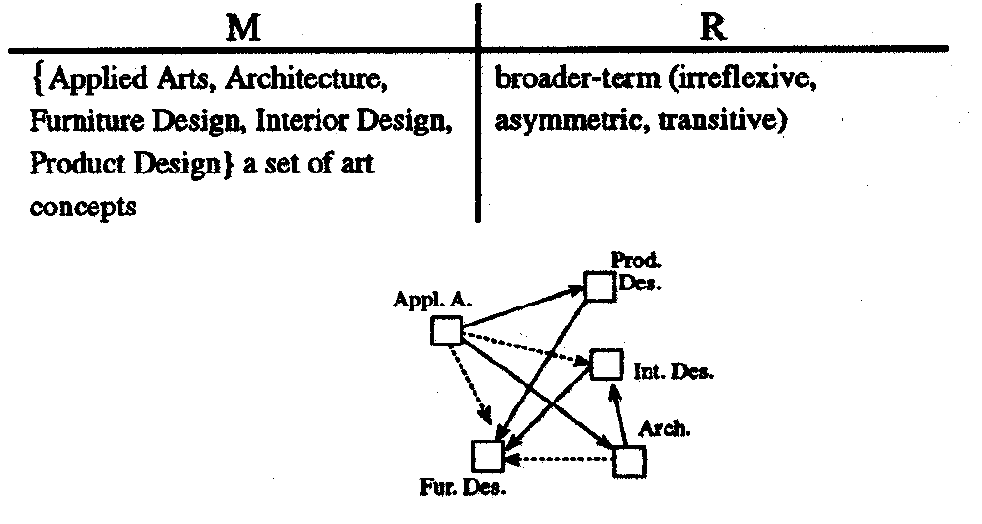 M
R
{Applied Arts, Architecture,
Furniture Design, Interior Design,
Product Design} a set of art
concepts
broader-term (irreflexive,
asymmetric, transitive)
Prod.
Des.
Appl. A.
Int. Des.
Arch.
Fur. Des.